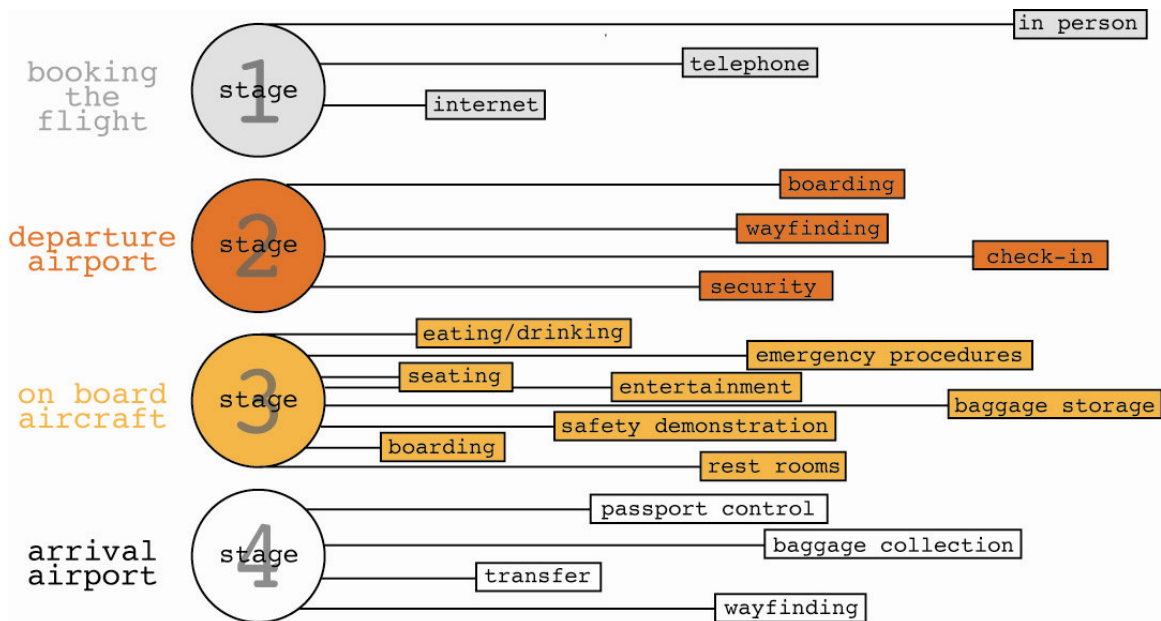 booking
the
flight
stage
1
in person
telephone
internet
departure
airport
stage
2
boarding
wayfinding
check-in
security
on board
aircraft
stage
3
eating/drinking
emergency procedures
seating
entertainment
baggage storage
safety demonstration
boarding
rest rooms
arrival
airport
stage
4
passport control
baggage collection
transfer
wayfinding